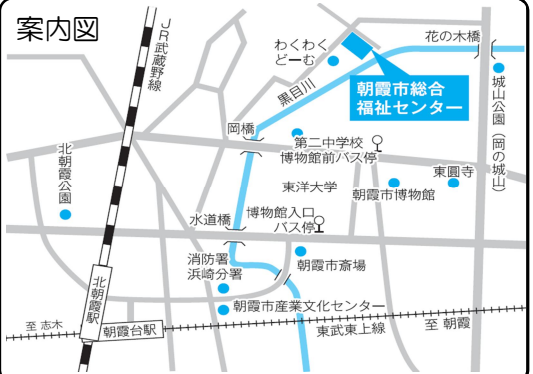 案内図
JR武蔵野線
わくわく
どーむ
花の木橋
黒目川
朝霞市総合
福祉センター
城山公園（岡の城山）
岡橋
第二中学校
博物館前バス停
北朝霞公園
東洋大学
朝霞市博物館
東圓寺
水道橋
博物館入口
バス停
消防署
浜崎分署
朝霞市斎場
北朝霞駅
朝霞市産業文化センター
至 志木
朝霞台駅
東武東上線
至 朝霞